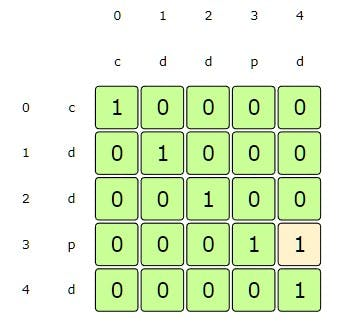 0 1 2 3 4
c d d p d
0 c 1 0 0 0 0
1 d 0 1 0 0 0
2 d 0 0 1 0 0
3 p 0 0 0 1 1
4 d 0 0 0 0 1